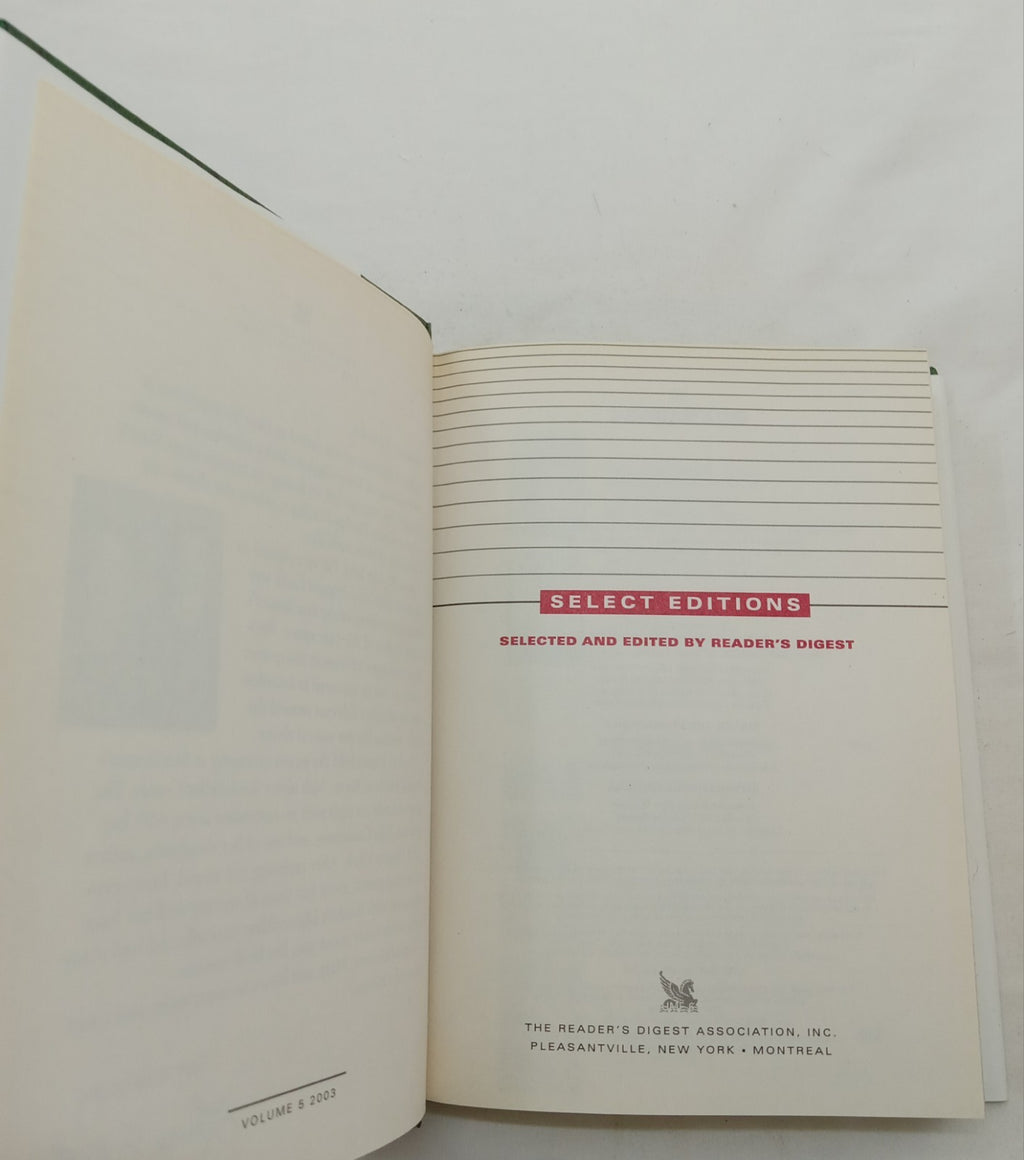 VOLUME 5 2003
SELECT EDITIONS
SELECTED AND EDITED BY READER'S DIGEST
THE READER'S DIGEST ASSOCIATION, INC.
PLEASANTVILLE, NEW YORK • MONTREAL